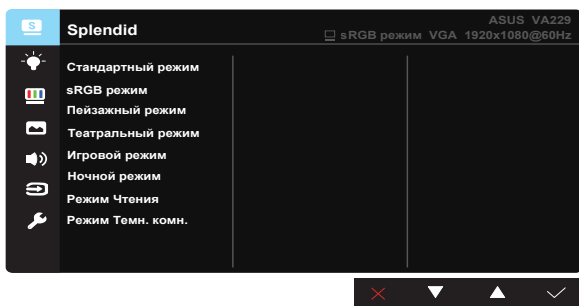 S
Splendid
ASUS VA229
sRGB режим VGA 1920x1080@60Hz
Стандартный режим
sRGB режим
Пейзажный режим
Театральный режим
Игровой режим
Ночной режим
Режим Чтения
Режим Темн. комн.